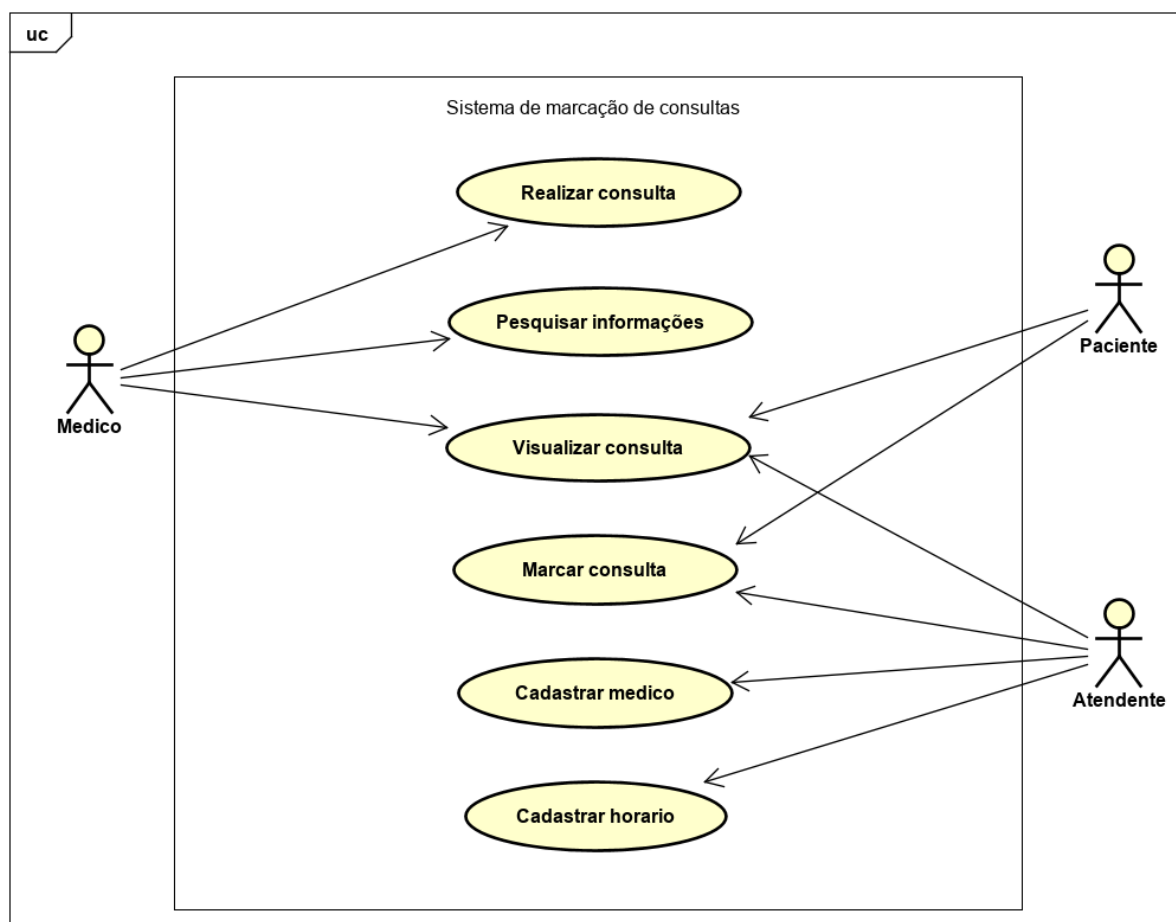 uc
Sistema de marcação de consultas
Realizar consulta
Pesquisar informações
Paciente
Medico
Visualizar consulta
Marcar consulta
Cadastrar medico
Atendente
Cadastrar horario